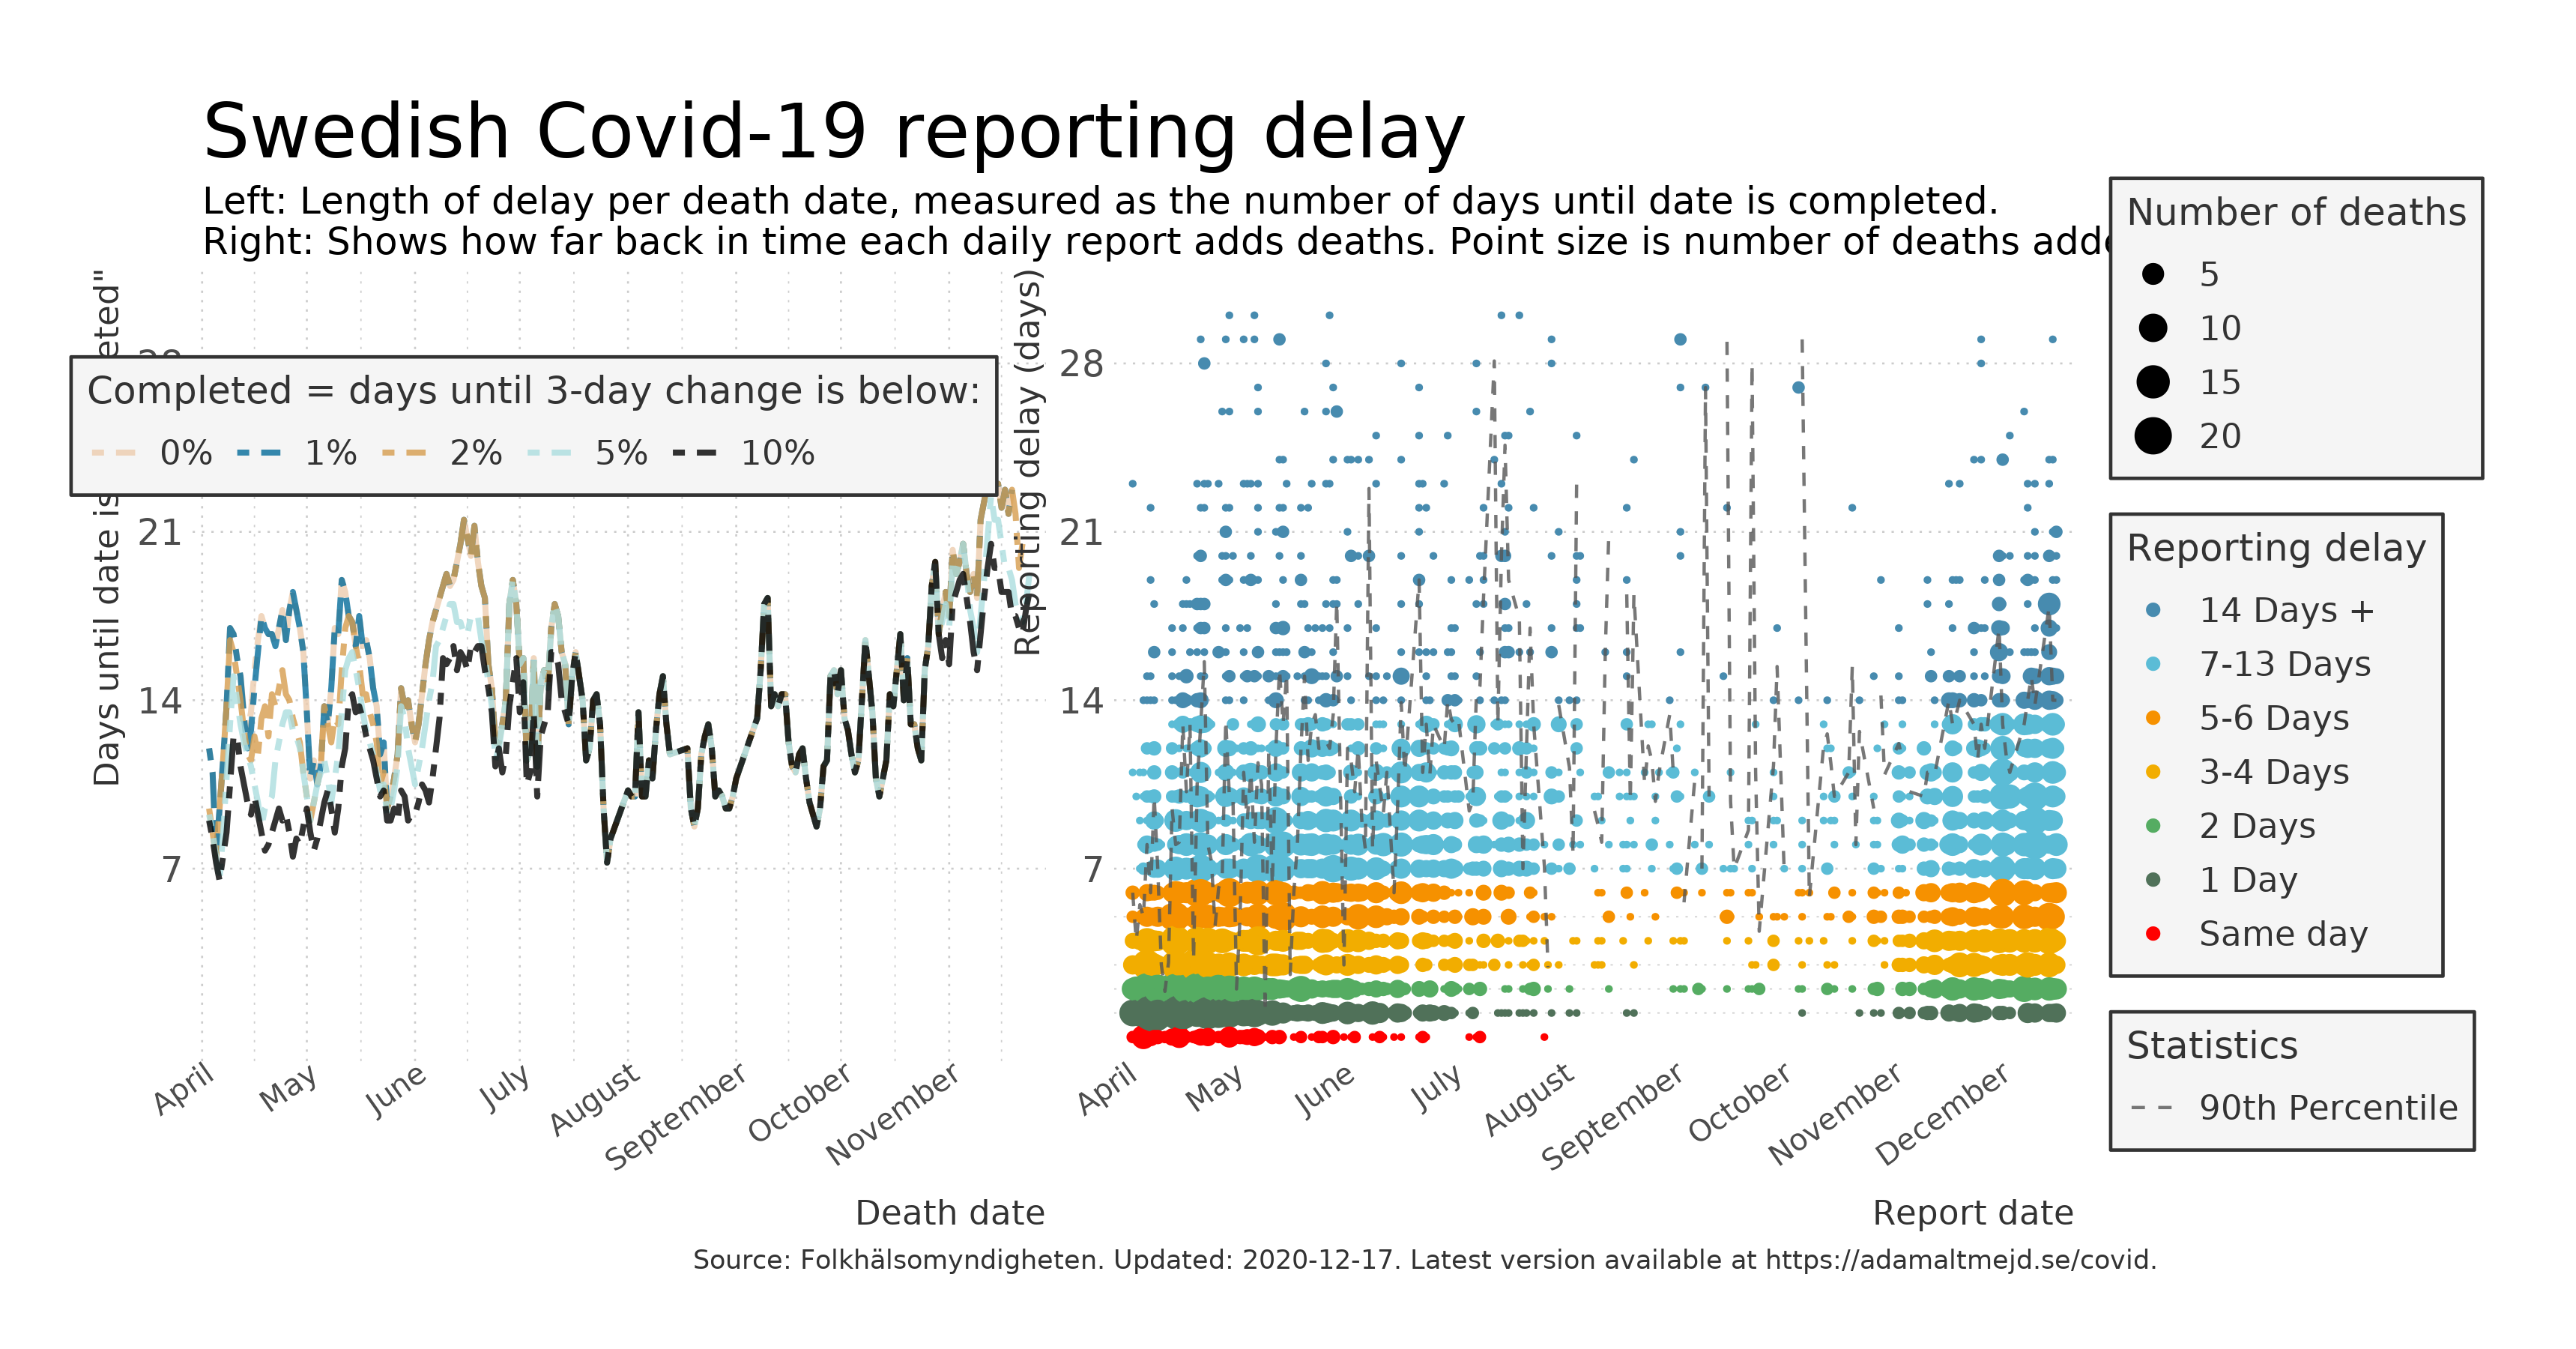 Swedish Covid-19 reporting delay
Left: Length of delay per death date, measured as the number of days until date is completed.
Right: Shows how far back in time each daily report adds deaths. Point size is number of deaths
Number of deaths
5
10
15
20
Reporting delay
14 Days +
7-13 Days
5-6 Days
3-4 Days
2 Days
1 Day
Same day
Statistics
90th Percentile
Completed = days until 3-day change is below:
0% 1% 2% 5% 10%
Days until date is
21
14
7
April May June July August September October November
Death date
Reporting delay (days)
28
21
14
7
April May June July August September October November December
Report date
Source: Folkhälsomyndigheten. Updated: 2020-12-17. Latest version available at https://adamaltmejd.se/covid.